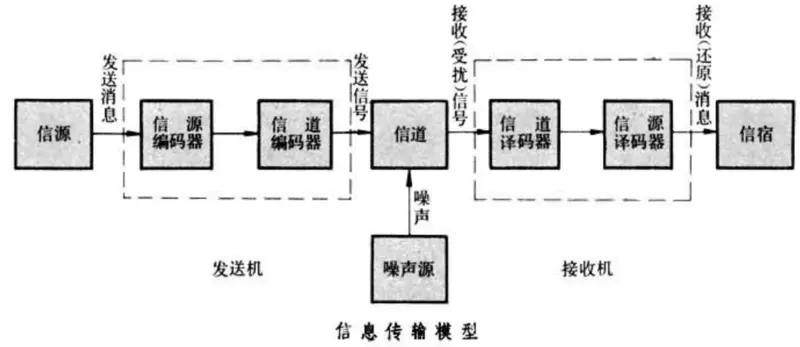 发送消息
发送信号
接收(受扰)信号
接收(还原)消息
信源
信源
编码器
信道
编码器
信道
信道
译码器
信源
译码器
信宿
噪声
发送机
噪声源
接收机
信息传输模型